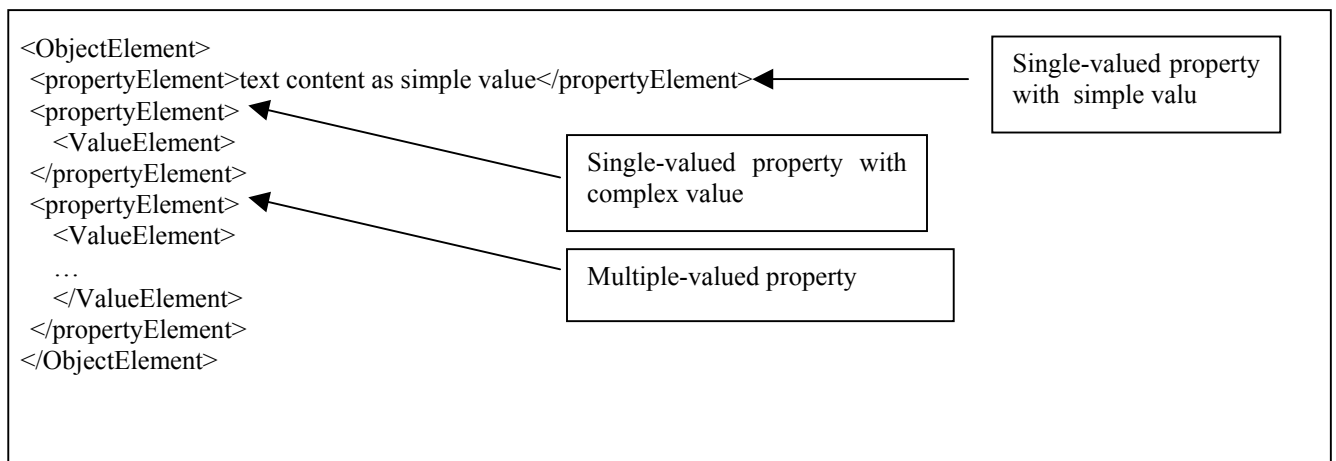 <ObjectElement>
<propertyElement>text content as simple value</propertyElement>
<propertyElement>
<ValueElement>
</propertyElement>
<propertyElement>
<ValueElement>
…
</ValueElement>
</propertyElement>
</ObjectElement>
Single-valued property
with simple valu
Single-valued property with
complex value
Multiple-valued property